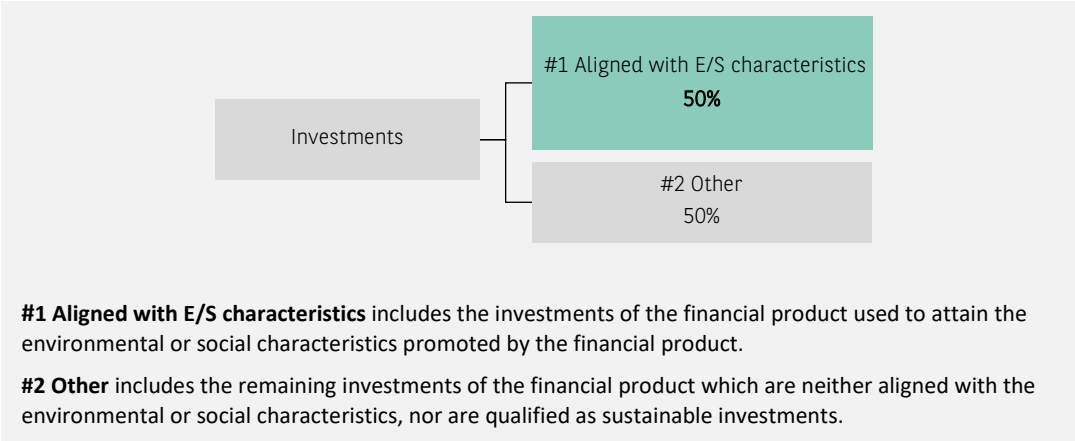 #1 Aligned with E/S characteristics
50%
Investments
#2 Other
50%
#1 Aligned with E/S characteristics includes the investments of the financial product used to attain the
environmental or social characteristics promoted by the financial product.
#2 Other includes the remaining investments of the financial product which are neither aligned with the
environmental or social characteristics, nor are qualified as sustainable investments.